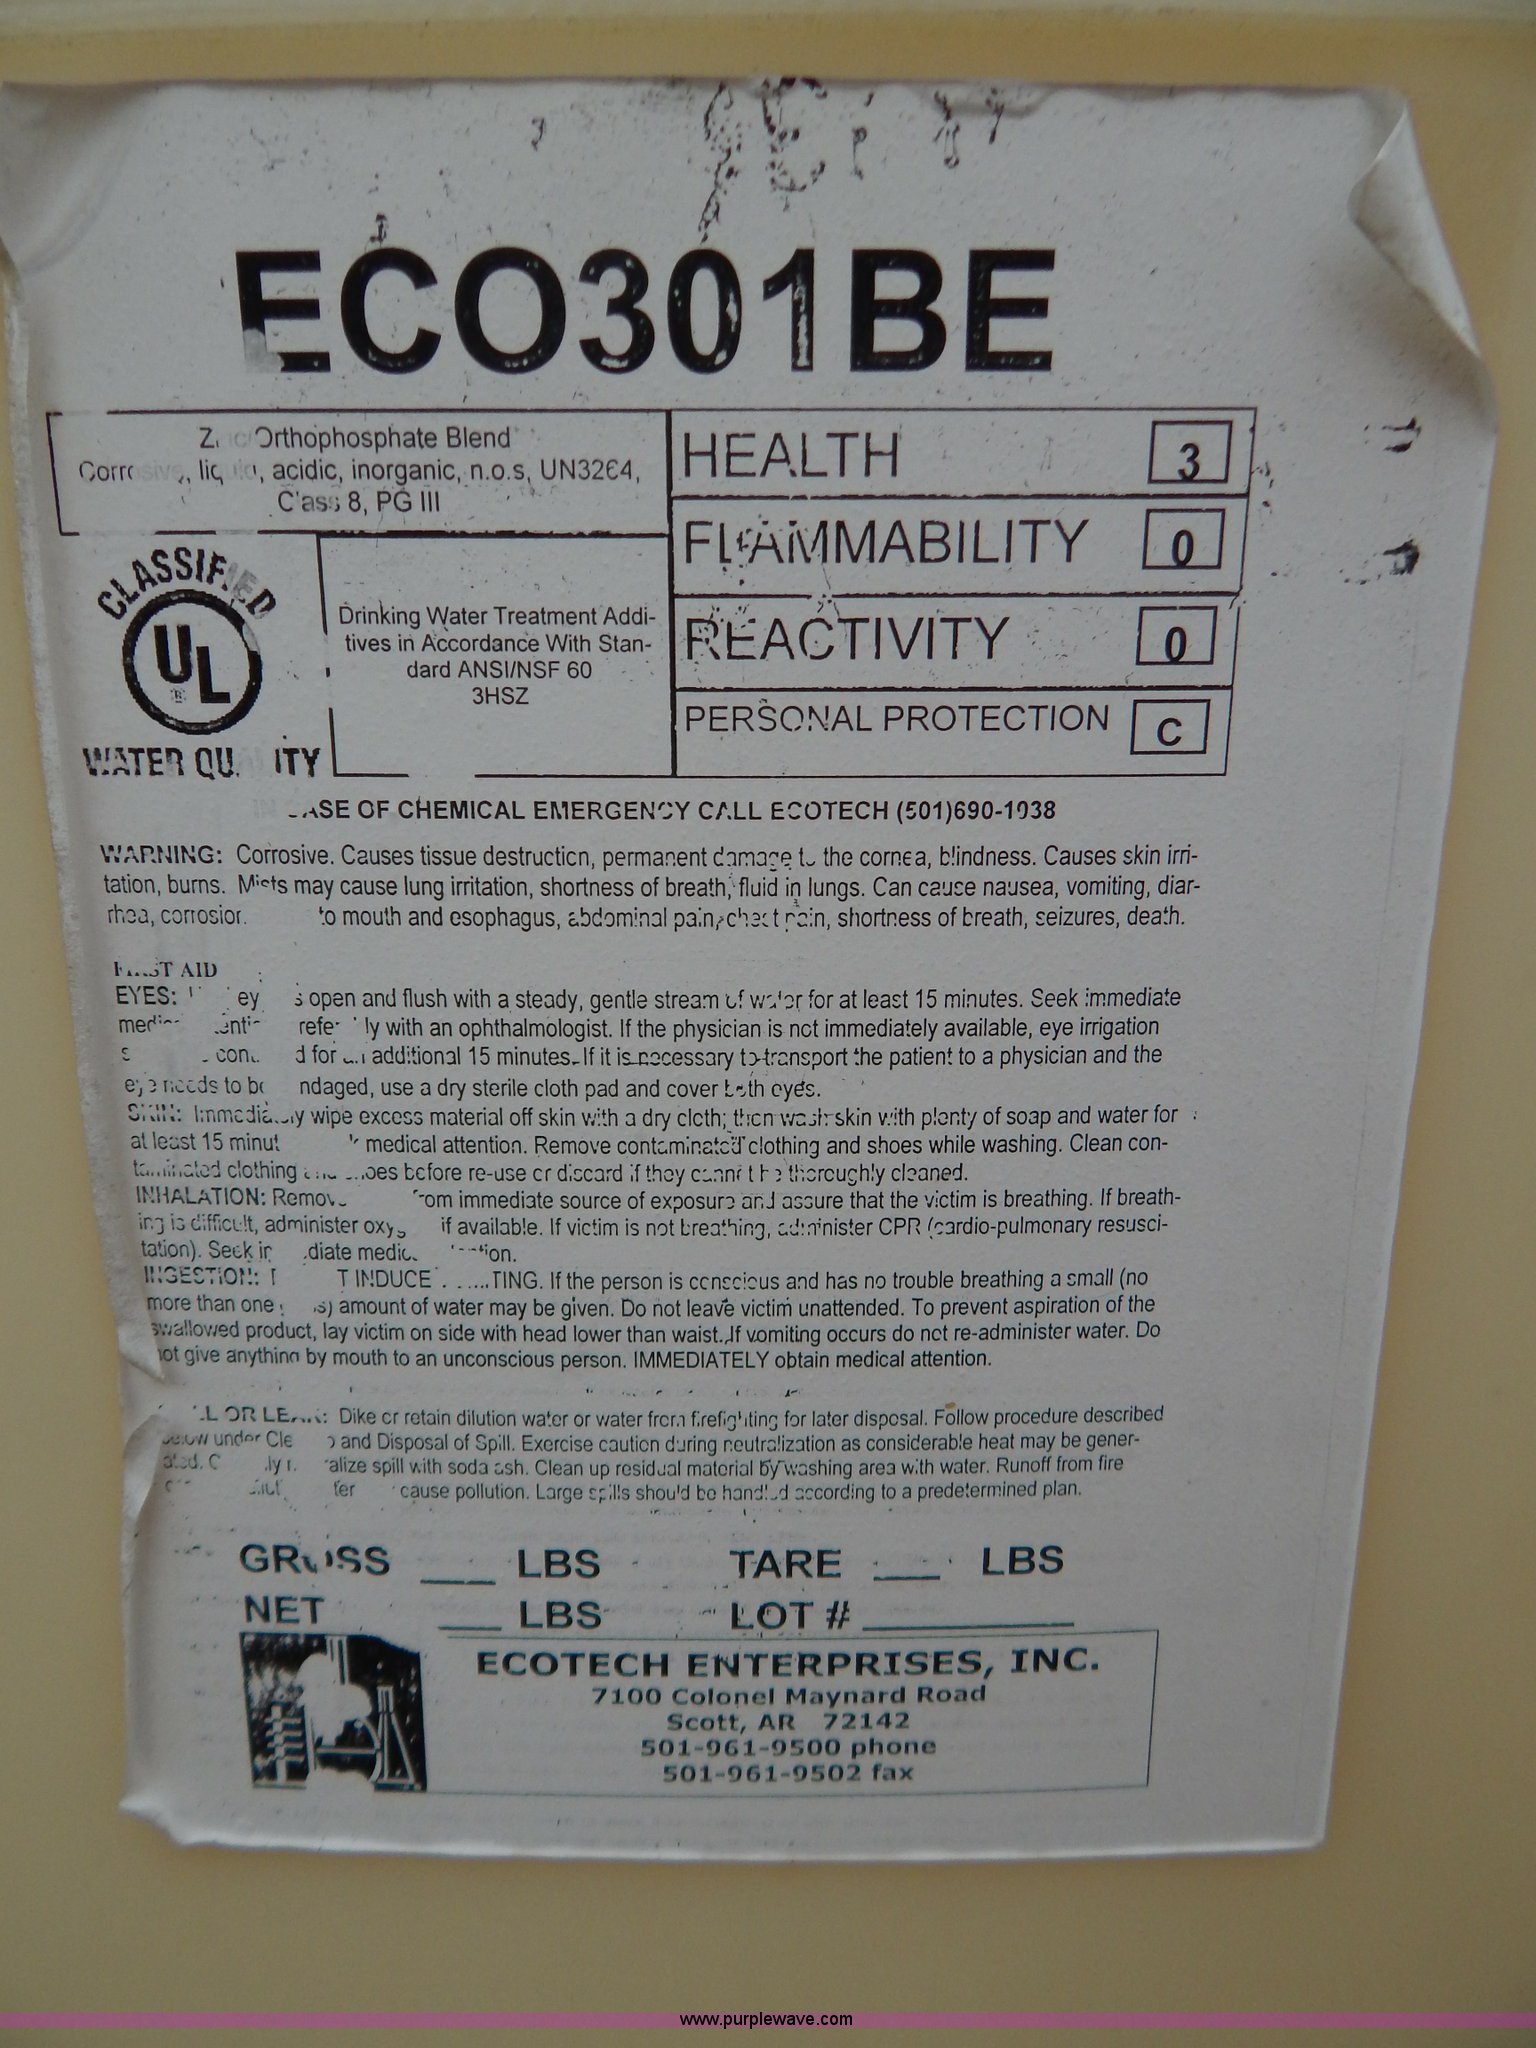 ECO301BE
Orthophosphate Blend
acidic, inorganic, n.o.s, UN3264,
Class 8, PG III
HEALTH 3
FLAMMABILITY 0
REACTIVITY 0
PERSONAL PROTECTION C
CLASSIFIED
UL
WATER QUALITY
Drinking Water Treatment Addi-
tives in Accordance With Stan-
dard ANSI/NSF 60
3HSZ
CASE OF CHEMICAL EMERGENCY CALL ECOTECH (501)690-1038
WARNING: Corrosive. Causes tissue destruction, permanent damage to the cornea, blindness. Causes skin irri-
tation, burns. Mists may cause lung irritation, shortness of breath, fluid in lungs. Can cause nausea, vomiting, diar-
rhea, corrosion to mouth and esophagus, abdominal pain, chest pain, shortness of breath, seizures, death.
FIRST AID
EYES: open and flush with a steady, gentle stream of water for at least 15 minutes. Seek immediate
with an ophthalmologist. If the physician is not immediately available, eye irrigation
for an additional 15 minutes. If it is necessary to transport the patient to a physician and the
eye needs to be use a dry sterile cloth pad and cover both eyes.
SKIN: Immediately wipe excess material off skin with a dry cloth; then wash skin with plenty of soap and water for
at least 15 medical attention. Remove contaminated clothing and shoes while washing. Clean con-
taminated clothing and shoes before re-use or discard if they cannot be thoroughly cleaned.
INHALATION: Remove from immediate source of exposure and assure that the victim is breathing. If breath-
ing is difficult, administer if available. If victim is not breathing, administer CPR (cardio-pulmonary resusci-
tation). Seek
INGESTION: INDUCE If the person is conscious and has no trouble breathing a small (no
more than one amount of water may be given. Do not leave victim unattended. To prevent aspiration of the
swallowed product, lay victim on side with head lower than waist. If vomiting occurs do not re-administer water. Do
not give anything by mouth to an unconscious person. IMMEDIATELY obtain medical attention.
OR LEAK: Dike or retain dilution water or water from firefighting for later disposal. Follow procedure described
below under and Disposal of Spill. Exercise caution during neutralization as considerable heat may be gener-
ated. spill with soda ash. Clean up residual material by washing area with water. Runoff from fire
cause pollution. Large spills should be handled according to a predetermined plan.
GROSS ___ LBS TARE ___ LBS
NET ___ LBS LOT # ________
ECOTECH ENTERPRISES, INC.
7100 Colonel Maynard Road
Scott, AR 72142
501-961-9500 phone
501-961-9502 fax
www.purplewave.com